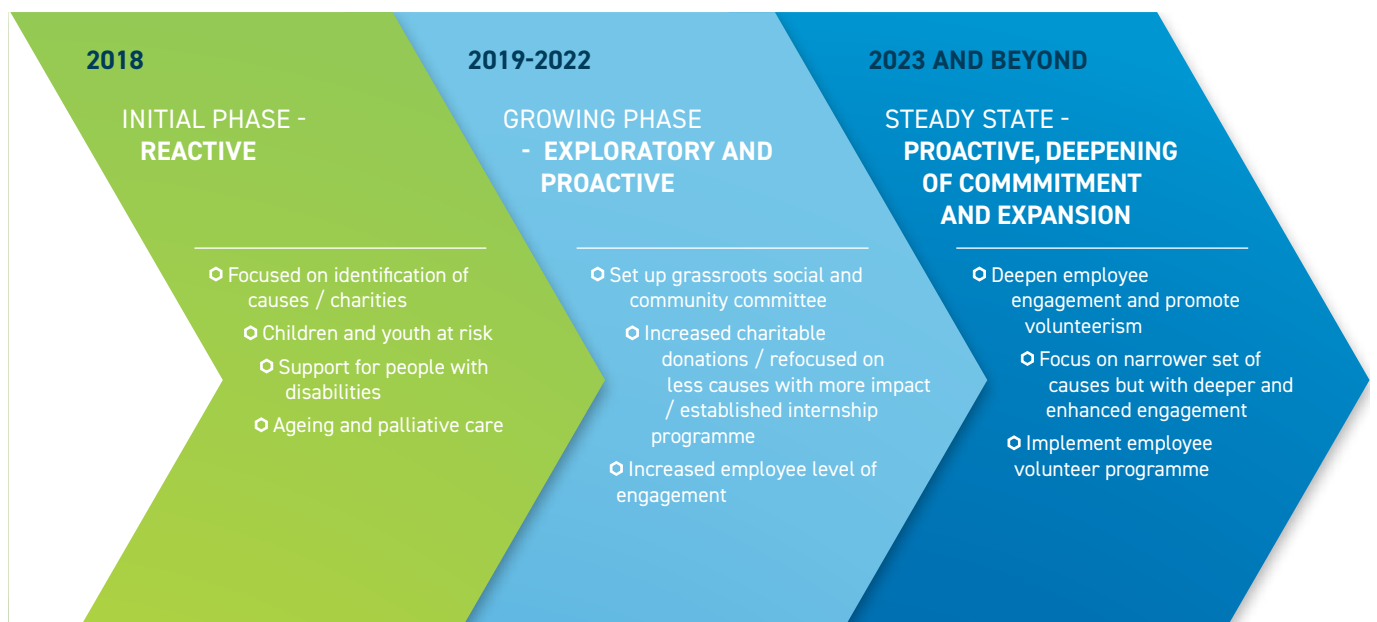 2018
INITIAL PHASE -
REACTIVE
Focused on identification of
causes / charities
Children and youth at risk
Support for people with
disabilities
Ageing and palliative care
2019-2022
GROWING PHASE
- EXPLORATORY AND
PROACTIVE
Set up grassroots social and
community committee
Increased charitable
donations / refocused on
less causes with more impact
/ established internship
programme
Increased employee level of
engagement
2023 AND BEYOND
STEADY STATE -
PROACTIVE, DEEPENING
OF COMMMITMENT
AND EXPANSION
Deepen employee
engagement and promote
volunteerism
Focus on narrower set of
causes but with deeper and
enhanced engagement
Implement employee
volunteer programme